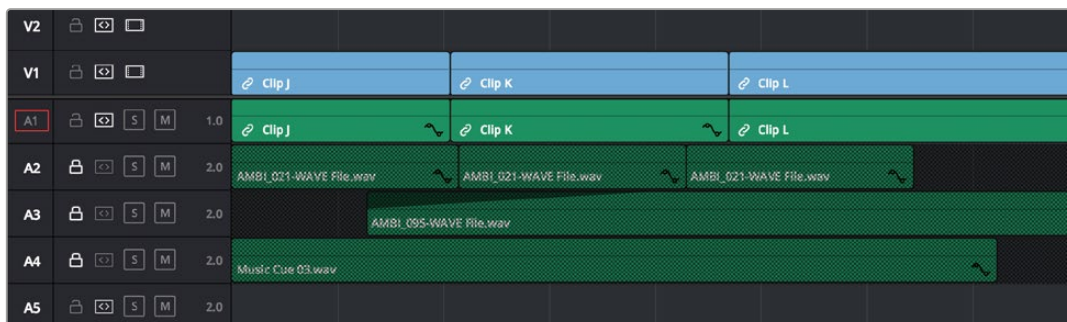 V2
V1
Clip J Clip K Clip L
A1 S M 1.0
Clip J Clip K Clip L
A2 S M 2.0
AMBI_021-WAVE File.wav AMBI_021-WAVE File.wav AMBI_021-WAVE File.wav
A3 S M 2.0
AMBI_095-WAVE File.wav
A4 S M 2.0
Music Cue 03.wav
A5 S M 2.0